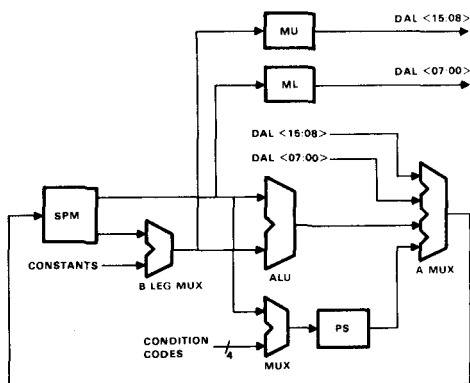 MU
DAL <15:08>
ML
DAL <07:00>
DAL <15:08>
DAL <07:00>
SPM
CONSTANTS
B LEG MUX
ALU
A MUX
CONDITION
CODES
4
MUX
PS